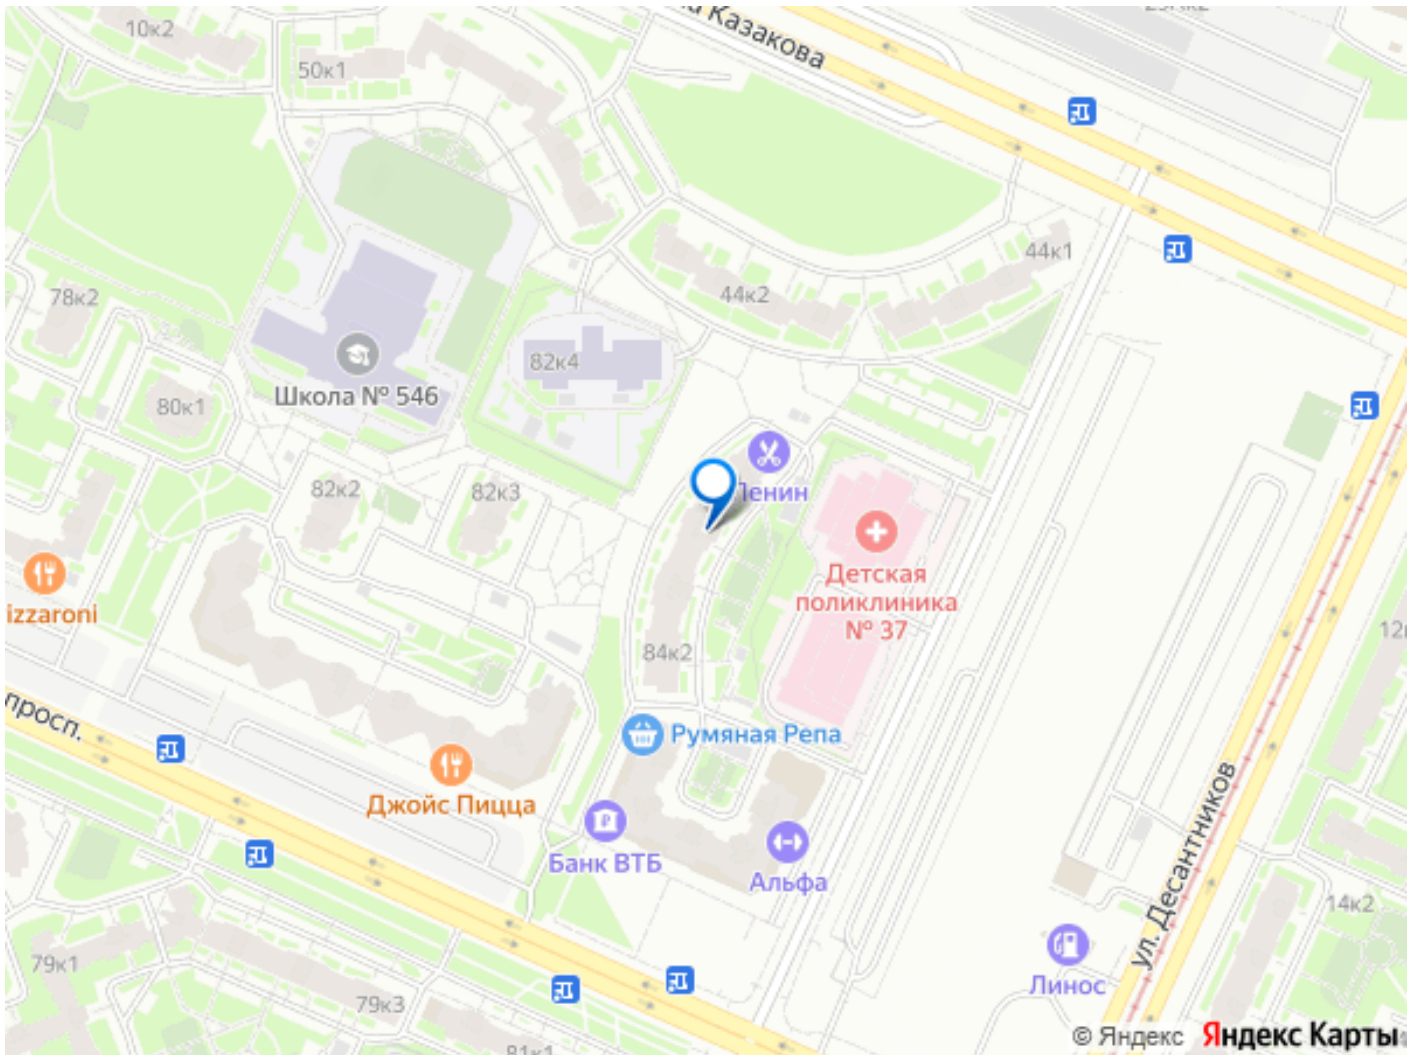 10к2
50к1
Казакова
44к1
44к2
78к2
82к4
Школа № 546
80к1
82к2
82к3
Детская
поликлиника
№ 37
izzaroni
84к2
просп.
Румяная Репа
Джойс Пицца
Банк ВТБ
Альфа
ул. Десантников
14к2
79к1
79к3
81к1
Линос
© Яндекс Яндекс Карты